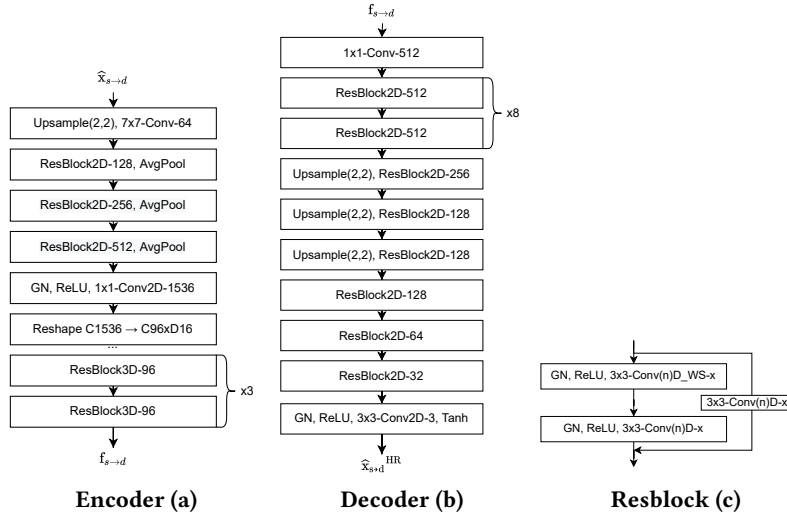 x̂ₛ→d
Upsample(2,2), 7x7-Conv-64
ResBlock2D-128, AvgPool
ResBlock2D-256, AvgPool
ResBlock2D-512, AvgPool
GN, ReLU, 1x1-Conv2D-1536
Reshape C1536 → C96xD16
...
ResBlock3D-96
ResBlock3D-96
x3
fₛ→d
Encoder (a)
fₛ→d
1x1-Conv-512
ResBlock2D-512
ResBlock2D-512
x8
Upsample(2,2), ResBlock2D-256
Upsample(2,2), ResBlock2D-128
Upsample(2,2), ResBlock2D-128
ResBlock2D-128
ResBlock2D-64
ResBlock2D-32
GN, ReLU, 3x3-Conv2D-3, Tanh
x̂ₛ→d HR
Decoder (b)
GN, ReLU, 3x3-Conv(n)D_WS-x
3x3-Conv(n)D-x
GN, ReLU, 3x3-Conv(n)D-x
Resblock (c)